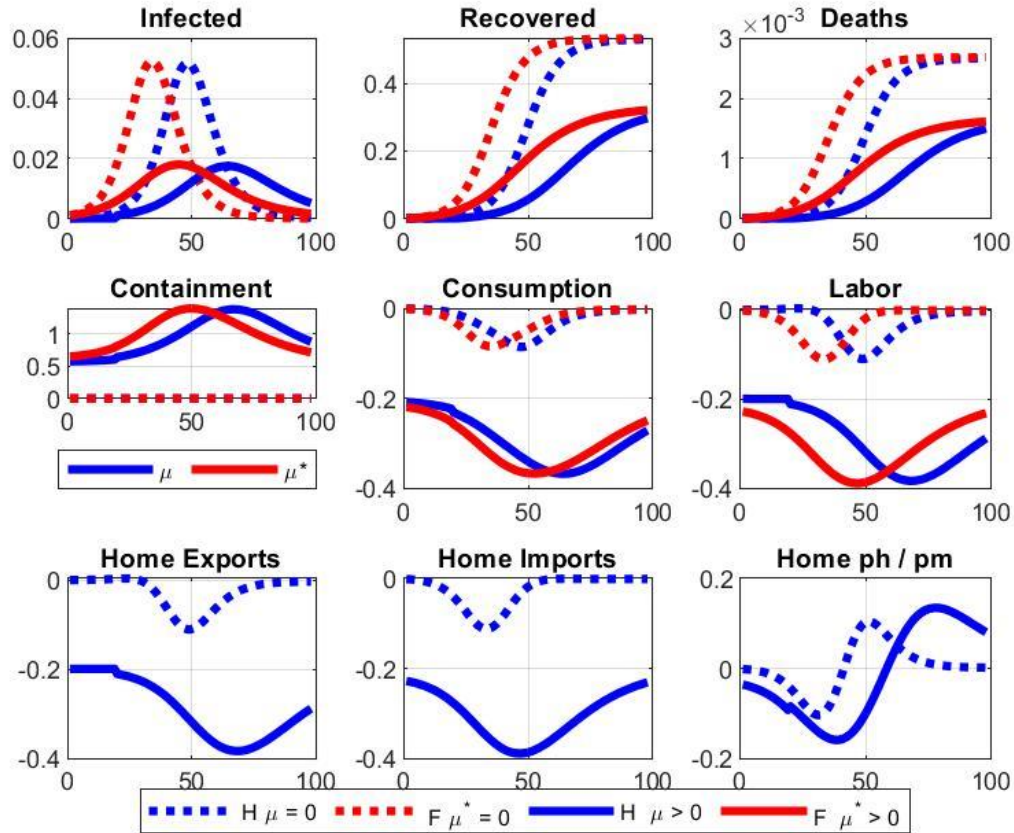 Infected
Recovered
Deaths
0.06
0.04
0.02
0
0 50 100
0.4
0.2
0
0 50 100
×10⁻³
3
2
1
0
0 50 100
Containment
Consumption
Labor
1
0.5
0
0 50 100
μ μ*
0
-0.2
-0.4
0 50 100
0
-0.2
-0.4
0 50 100
Home Exports
Home Imports
Home ph / pm
0
-0.2
-0.4
0 50 100
0
-0.2
-0.4
0 50 100
0.2
0
-0.2
0 50 100
H μ = 0 F μ* = 0 H μ > 0 F μ* > 0